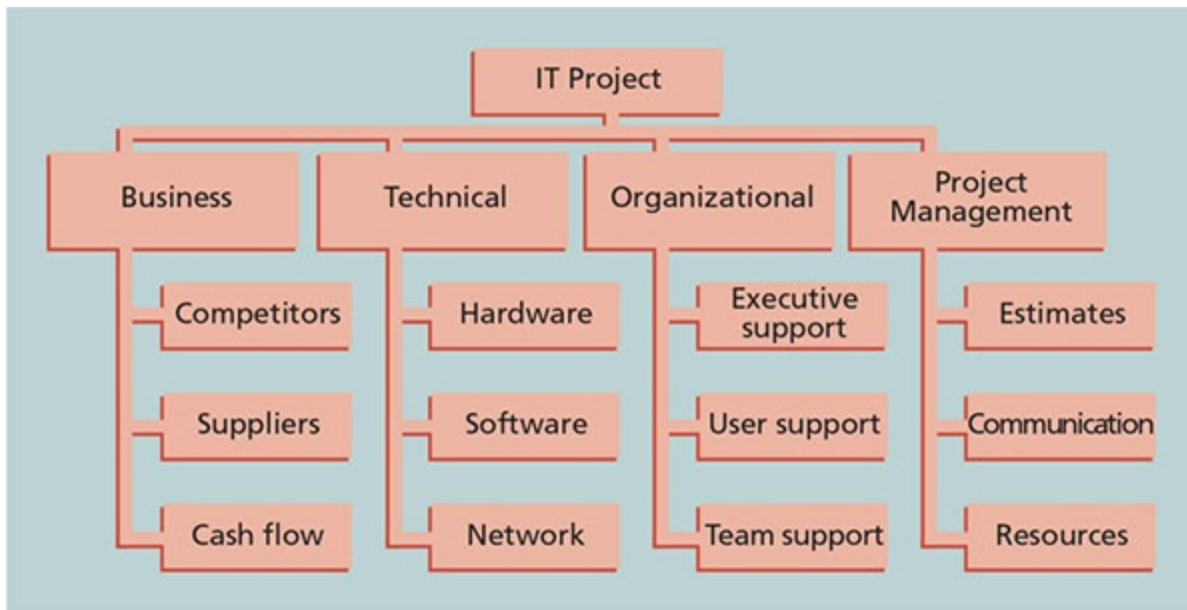 IT Project
Business
Technical
Organizational
Project
Management
Competitors
Hardware
Executive
support
Estimates
Suppliers
Software
User support
Communication
Cash flow
Network
Team support
Resources